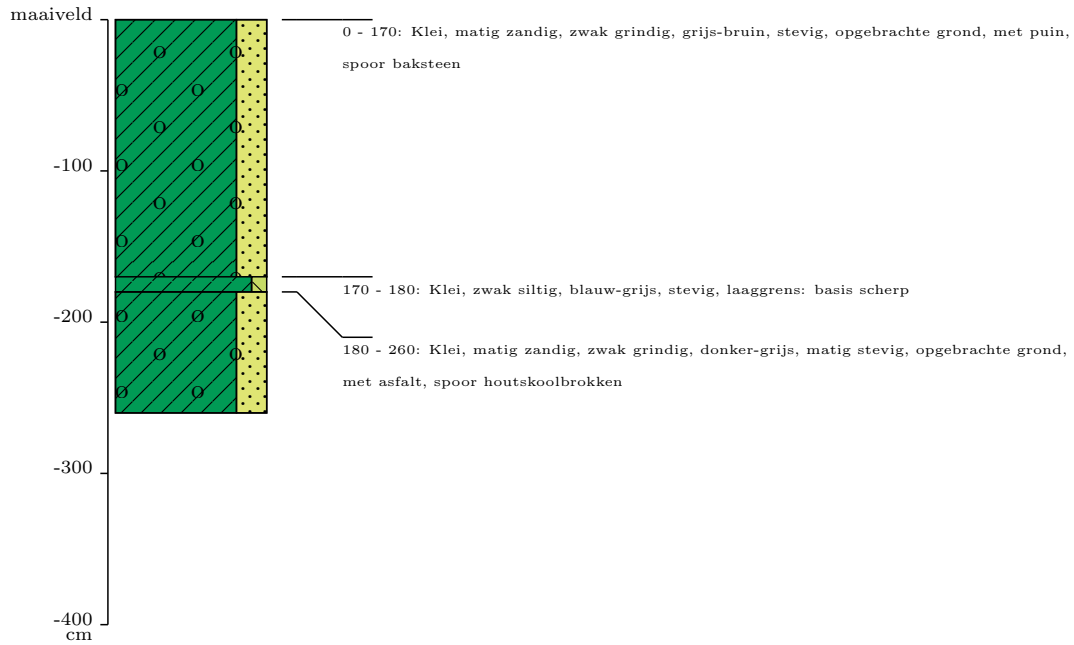 maaiveld
0 - 170: Klei, matig zandig, zwak grindig, grijs-bruin, stevig, opgebrachte grond, met puin,
spoor baksteen
-100
170 - 180: Klei, zwak siltig, blauw-grijs, stevig, laaggrens: basis scherp
-200
180 - 260: Klei, matig zandig, zwak grindig, donker-grijs, matig stevig, opgebrachte grond,
met asfalt, spoor houtskoolbrokken
-300
-400
cm